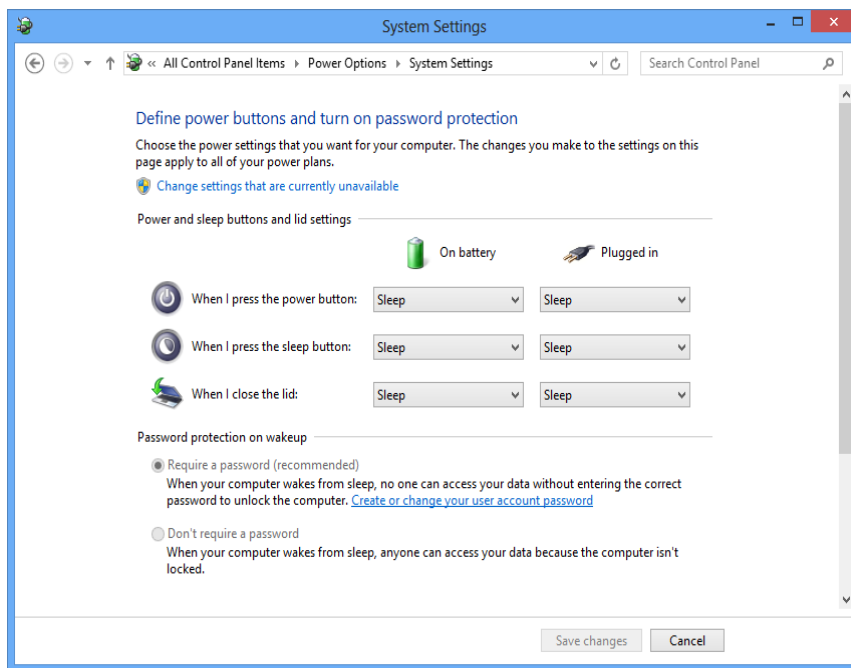 System Settings
« All Control Panel Items Power Options System Settings Search Control Panel
Define power buttons and turn on password protection
Choose the power settings that you want for your computer. The changes you make to the settings on this
page apply to all of your power plans.
Change settings that are currently unavailable
Power and sleep buttons and lid settings
On battery Plugged in
When I press the power button: Sleep Sleep
When I press the sleep button: Sleep Sleep
When I close the lid: Sleep Sleep
Password protection on wakeup
Require a password (recommended)
When your computer wakes from sleep, no one can access your data without entering the correct
password to unlock the computer. Create or change your user account password
Don't require a password
When your computer wakes from sleep, anyone can access your data because the computer isn't
locked.
Save changes Cancel